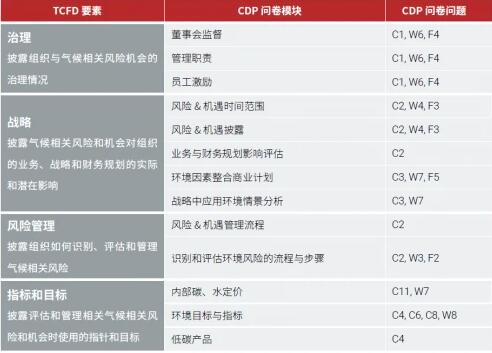 TCFD 要素 CDP 问卷模块 CDP 问卷问题
治理
披露组织与气候相关风险机会的
治理情况
董事会监督 C1, W6, F4
管理职责 C1, W6, F4
员工激励 C1, W6, F4
战略
披露气候相关风险和机会对组织
的业务、战略和财务规划的实际
和潜在影响
风险 & 机遇时间范围 C2, W4, F3
风险 & 机遇披露 C2, W4, F3
业务与财务规划影响评估 C2
环境因素整合商业计划 C3, W7, F5
战略中应用环境情景分析 C3, W7
风险管理
披露组织如何识别、评估和管理
气候相关风险
风险 & 机遇管理流程 C2
识别和评估环境风险的流程与步骤 C2, W3, F2
指标和目标
披露评估和管理相关气候相关风
险和机会时使用的指针和目标
内部碳、水定价 C11, W7
环境目标与指标 C4, C6, C8, W8
低碳产品 C4